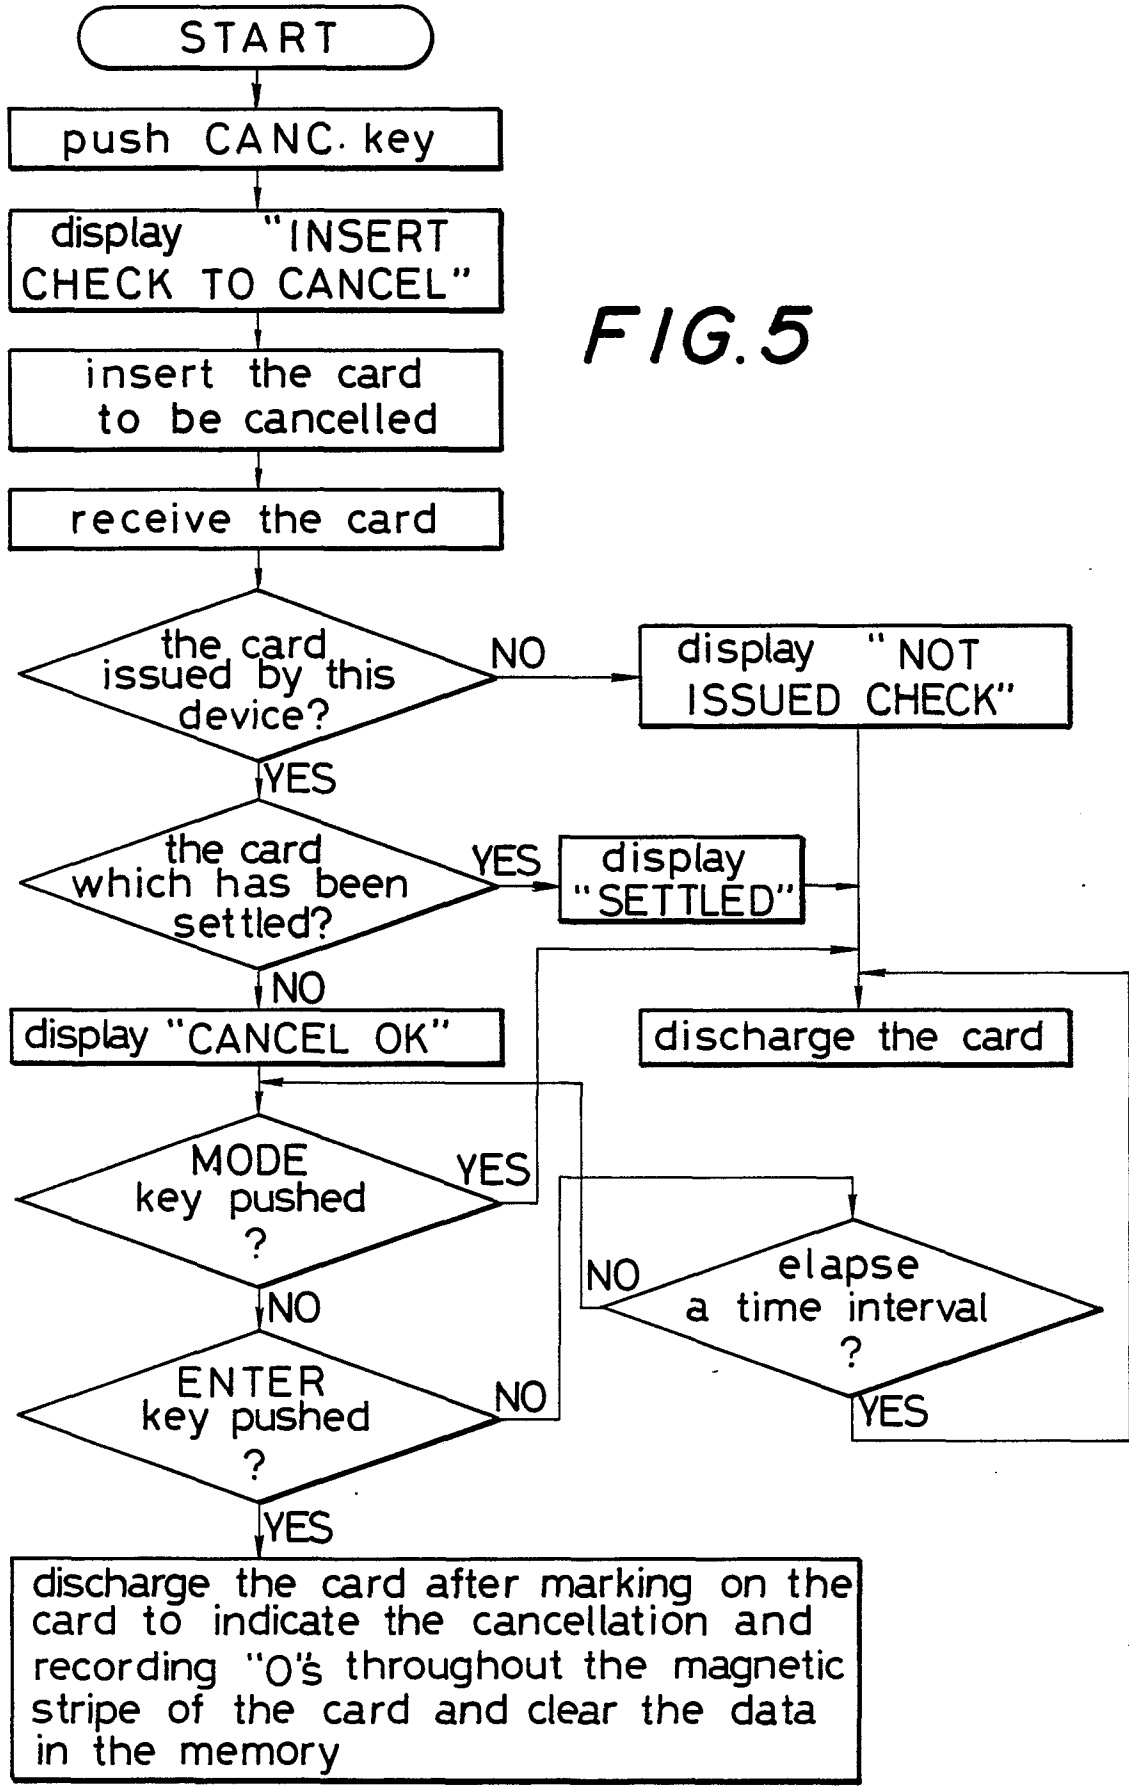 START
push CANC. key
display "INSERT
CHECK TO CANCEL"
FIG.5
insert the card
to be cancelled
receive the card
the card
issued by this
device?
NO
display "NOT
ISSUED CHECK"
YES
the card
which has been
settled?
YES
display
"SETTLED"
NO
display "CANCEL OK"
discharge the card
MODE
key pushed
?
YES
NO
elapse
a time interval
?
NO
YES
ENTER
key pushed
?
NO
YES
discharge the card after marking on the
card to indicate the cancellation and
recording "0"s throughout the magnetic
stripe of the card and clear the data
in the memory